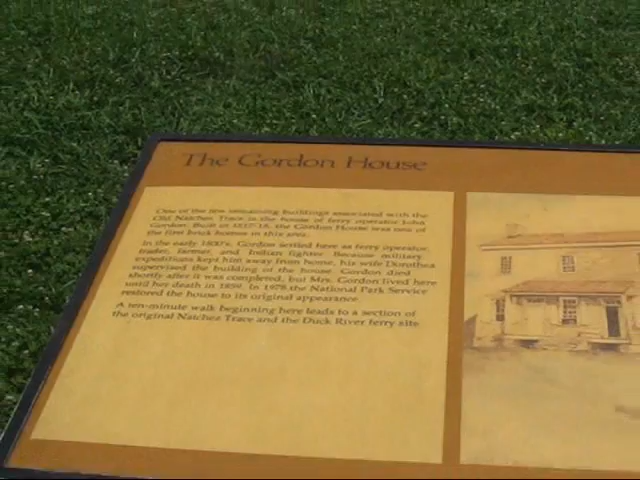 The Gordon House
One of the few remaining buildings associated with the
Old Natchez Trace is the house of ferry operator John
Gordon. Built in 1817-18, the Gordon House was one of
the first brick homes in this area.
In the early 1800's, Gordon settled here as ferry operator,
trader, farmer, and Indian fighter. Because military
expeditions kept him away from home, his wife Dorothea
supervised the building of the house. Gordon died
shortly after it was completed, but Mrs. Gordon lived here
until her death in 1859. In 1978 the National Park Service
restored the house to its original appearance.
A ten-minute walk beginning here leads to a section of
the original Natchez Trace and the Duck River ferry site.